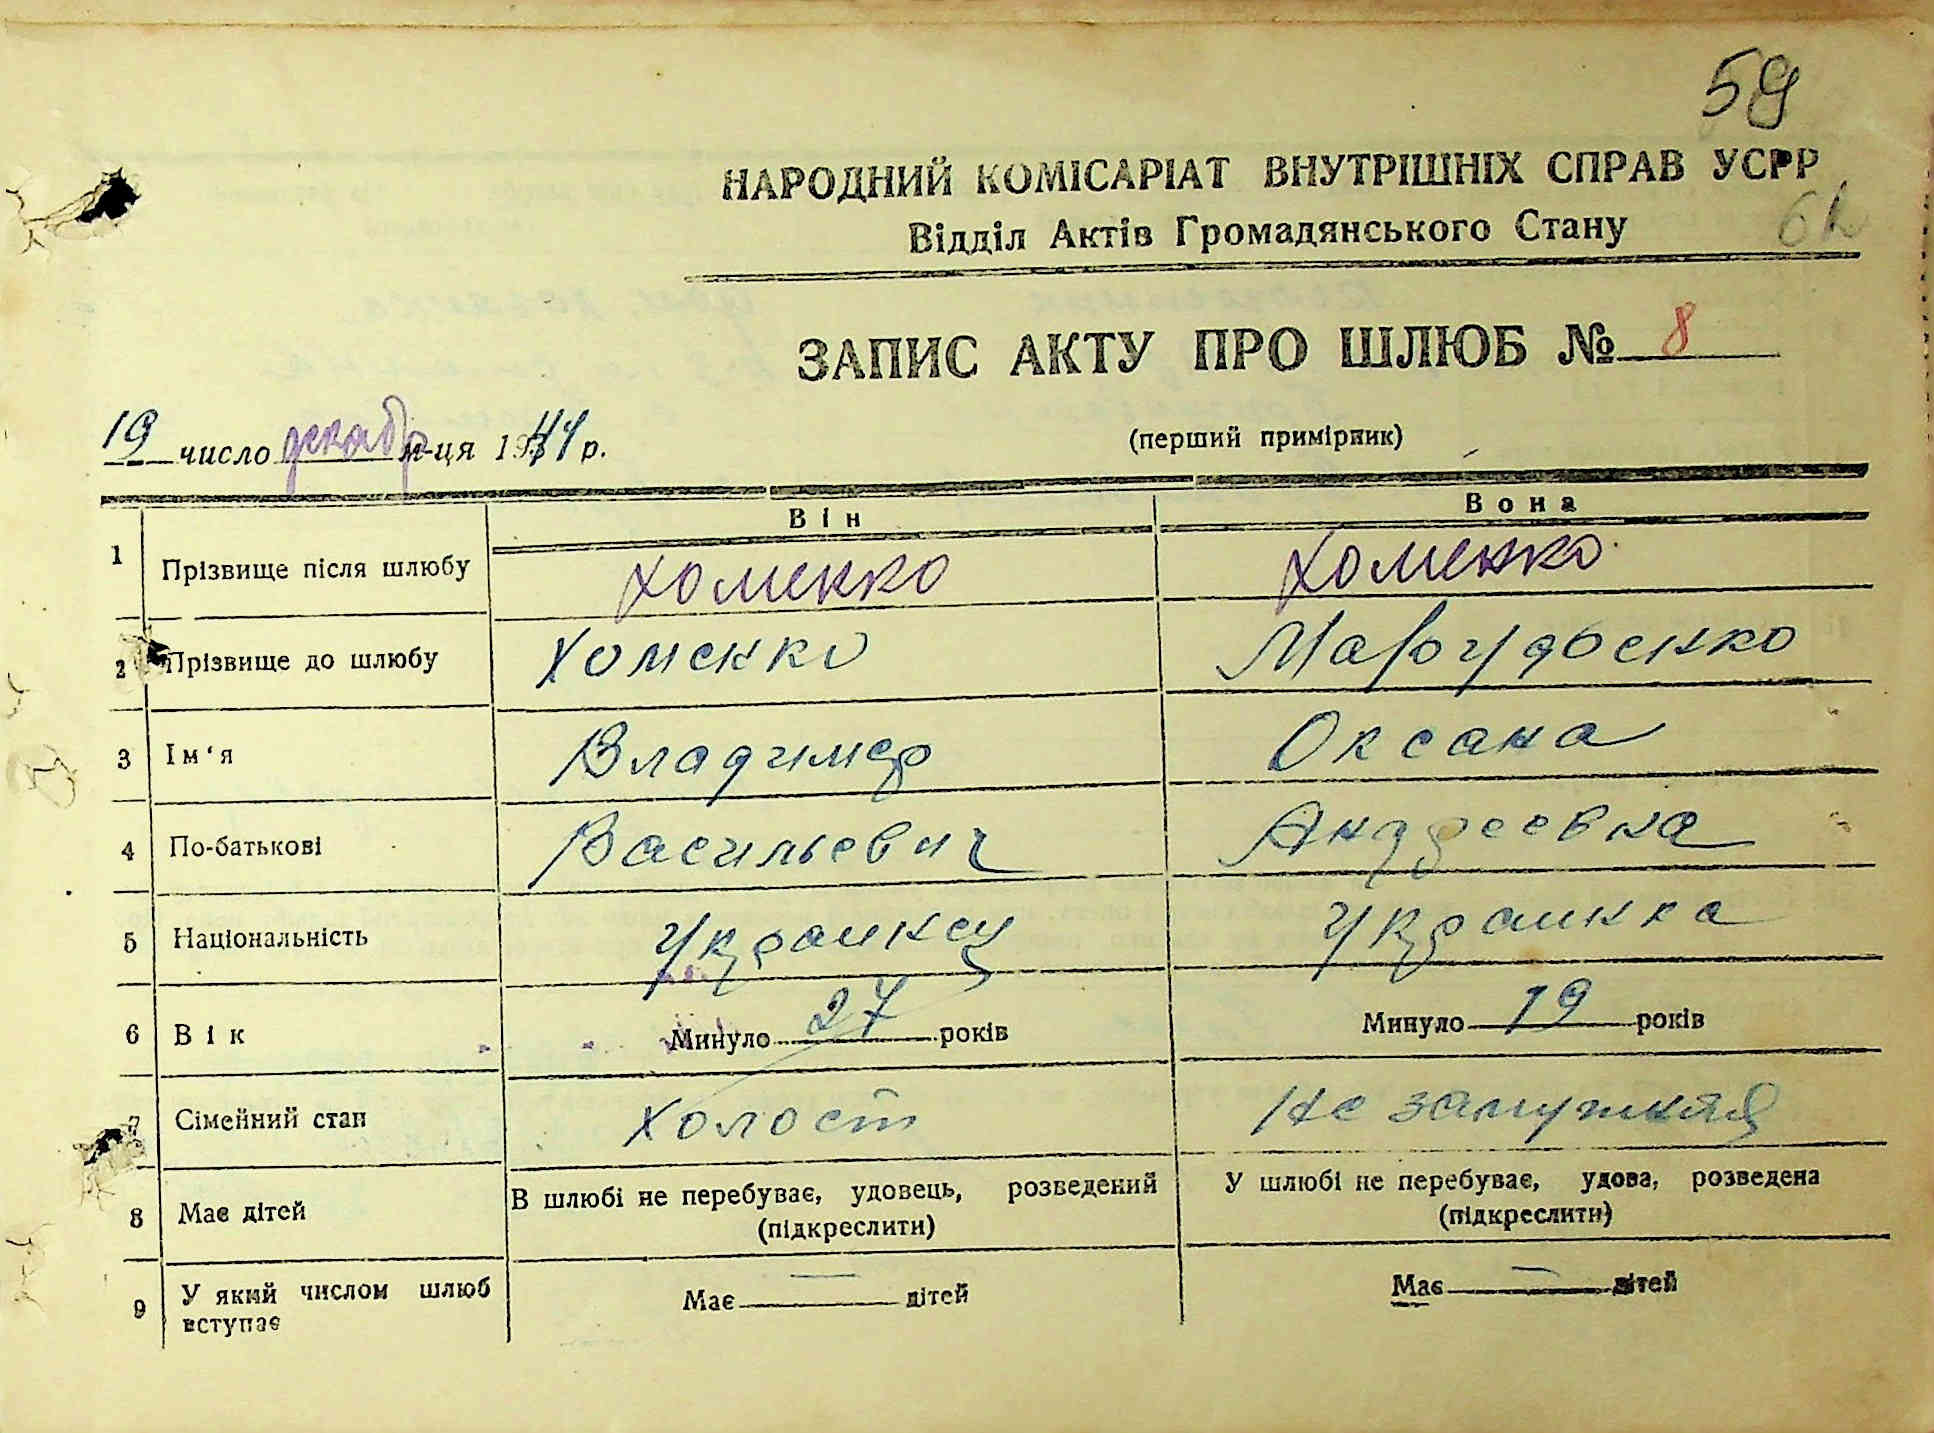 59
НАРОДНИЙ КОМІСАРІАТ ВНУТРІШНІХ СПРАВ УСРР
Відділ Актів Громадянського Стану
ЗАПИС АКТУ ПРО ШЛЮБ № 8
19 число декабр м-ця 1944 р.
(перший примірник)
Він Вона
1 Прізвище після шлюбу Хоменко Хоменко
2 Прізвище до шлюбу Хоменко
3 Ім'я Владимер Оксана
4 По-батькові Васильевич Андреевна
5 Національність Украинец Украинка
6 Вік Минуло 27 років Минуло 19 років
7 Сімейний стан Холост Не замужняя
8 Має дітей В шлюбі не перебуває, удовець, розведений (підкреслити) У шлюбі не перебуває, удова, розведена (підкреслити)
9 У який числом шлюб вступає Має — дітей Має — дітей